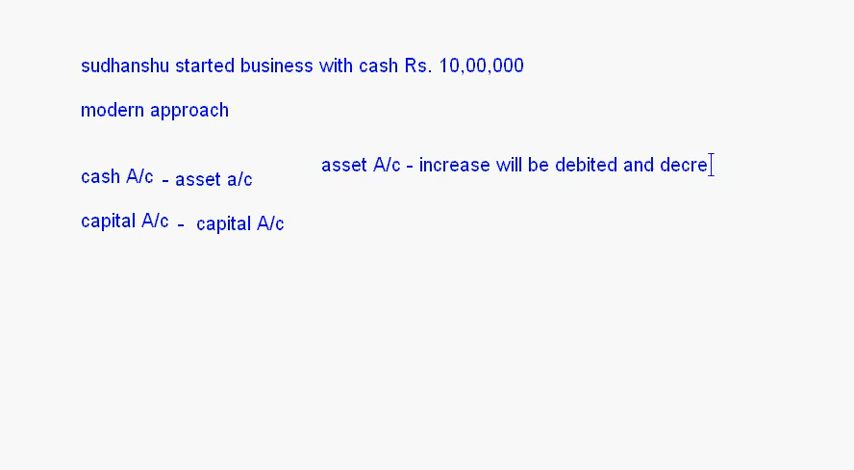 sudhanshu started business with cash Rs. 10,00,000
modern approach
cash A/c - asset a/c
asset A/c - increase will be debited and decre
capital A/c - capital A/c